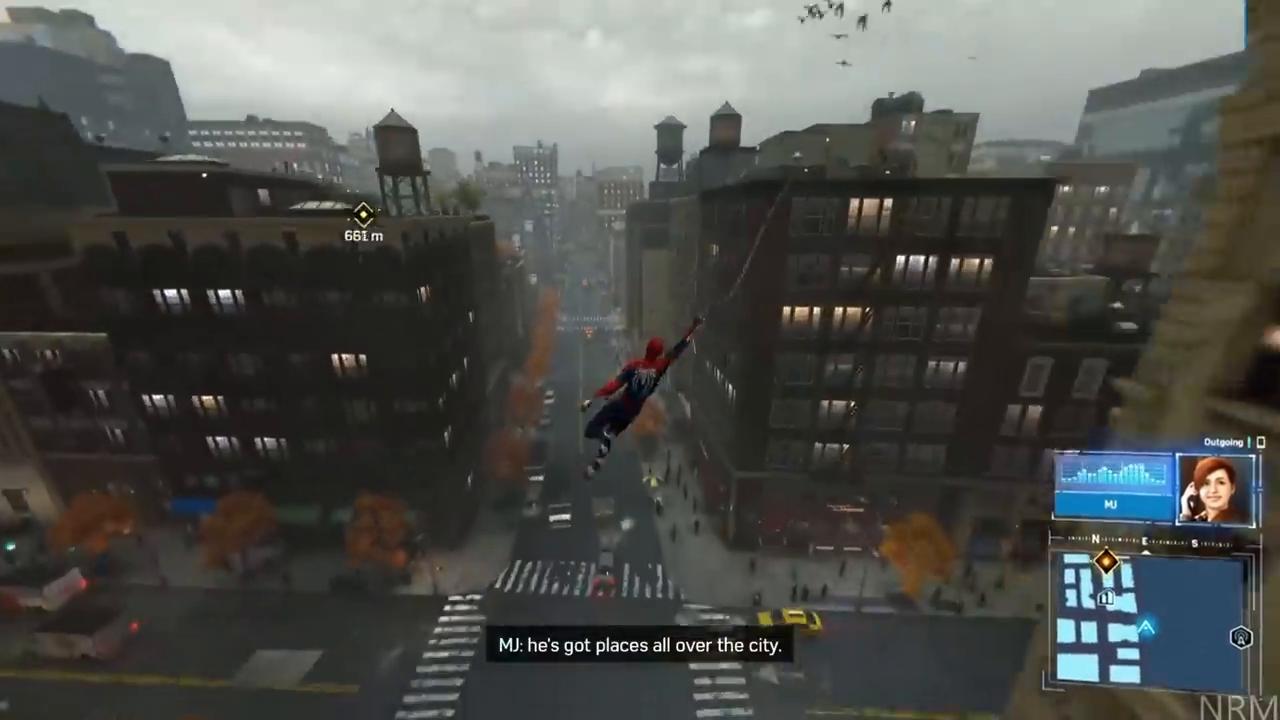 661 m
Outgoing
MJ
N E S
MJ: he's got places all over the city.
NRM